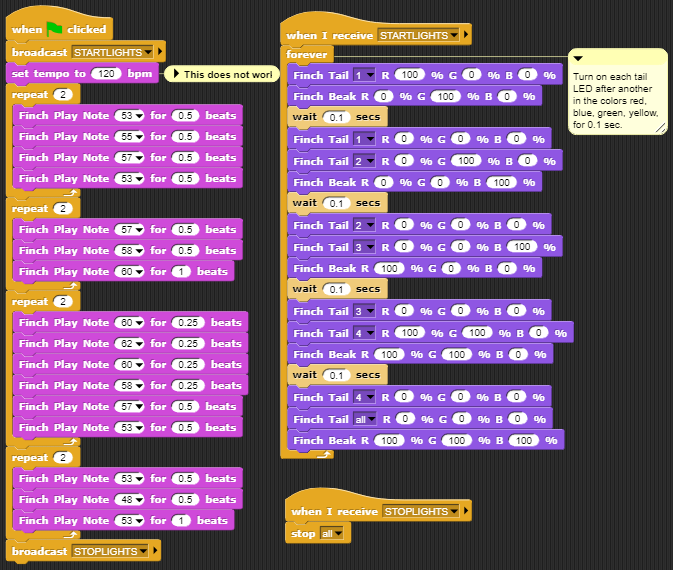 when clicked
broadcast STARTLIGHTS
set tempo to 120 bpm
This does not worl
repeat 2
Finch Play Note 53 for 0.5 beats
Finch Play Note 55 for 0.5 beats
Finch Play Note 57 for 0.5 beats
Finch Play Note 53 for 0.5 beats
repeat 2
Finch Play Note 57 for 0.5 beats
Finch Play Note 58 for 0.5 beats
Finch Play Note 60 for 1 beats
repeat 2
Finch Play Note 60 for 0.25 beats
Finch Play Note 62 for 0.25 beats
Finch Play Note 60 for 0.25 beats
Finch Play Note 58 for 0.25 beats
Finch Play Note 57 for 0.5 beats
Finch Play Note 53 for 0.5 beats
repeat 2
Finch Play Note 53 for 0.5 beats
Finch Play Note 48 for 0.5 beats
Finch Play Note 53 for 1 beats
broadcast STOPLIGHTS
when I receive STARTLIGHTS
forever
Finch Tail 1 R 100 % G 0 % B 0 %
Finch Beak R 0 % G 100 % B 0 %
wait 0.1 secs
Finch Tail 1 R 0 % G 0 % B 0 %
Finch Tail 2 R 0 % G 100 % B 0 %
Finch Beak R 0 % G 0 % B 100 %
wait 0.1 secs
Finch Tail 2 R 0 % G 0 % B 0 %
Finch Tail 3 R 0 % G 0 % B 100 %
Finch Beak R 100 % G 0 % B 0 %
wait 0.1 secs
Finch Tail 3 R 0 % G 0 % B 0 %
Finch Tail 4 R 100 % G 100 % B 0 %
Finch Beak R 100 % G 100 % B 0 %
wait 0.1 secs
Finch Tail 4 R 0 % G 0 % B 0 %
Finch Tail all R 0 % G 0 % B 0 %
Finch Beak R 100 % G 100 % B 100 %
Turn on each tail
LED after another
in the colors red,
blue, green, yellow,
for 0.1 sec.
when I receive STOPLIGHTS
stop all